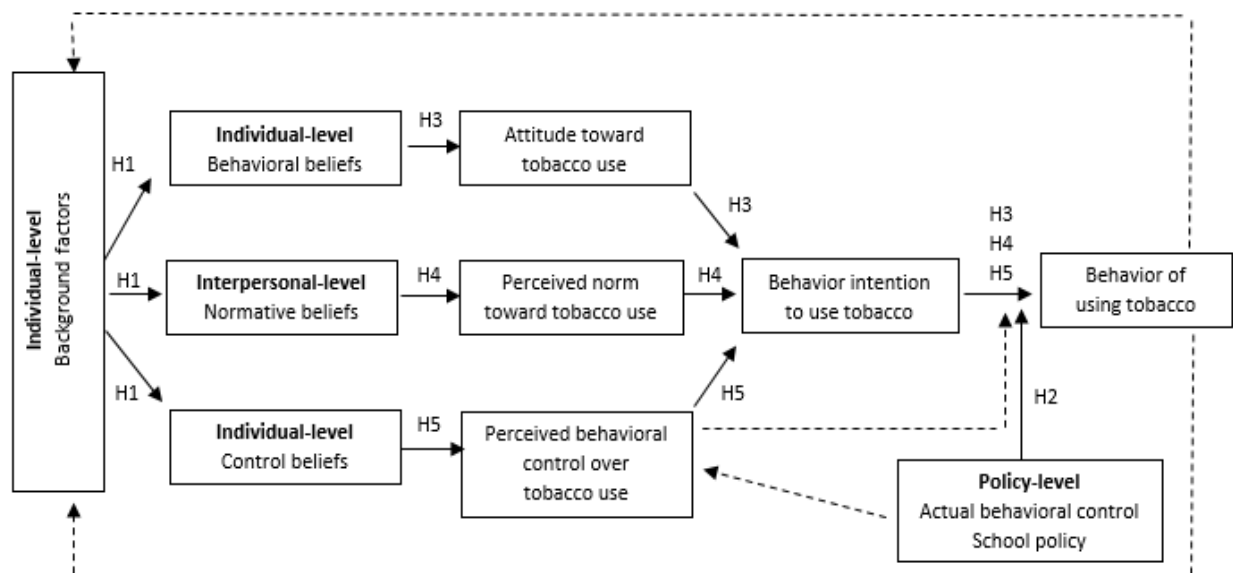 Individual-level
Background factors
H1
H1
H1
Individual-level
Behavioral beliefs
H3
Attitude toward
tobacco use
H3
Interpersonal-level
Normative beliefs
H4
Perceived norm
toward tobacco use
H4
Individual-level
Control beliefs
H5
Perceived behavioral
control over
tobacco use
H5
Behavior intention
to use tobacco
H3
H4
H5
Behavior of
using tobacco
H2
Policy-level
Actual behavioral control
School policy